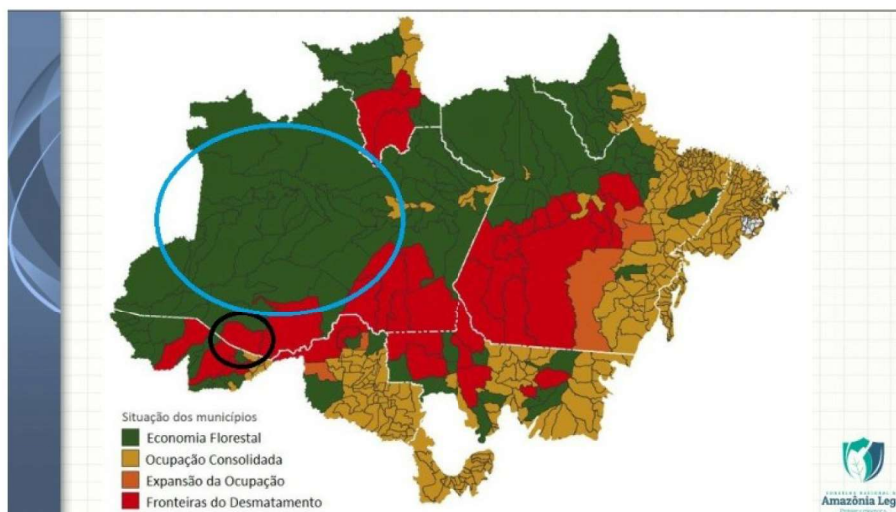 Situação dos municípios
Economia Florestal
Ocupação Consolidada
Expansão da Ocupação
Fronteiras do Desmatamento
Amazônia Leg